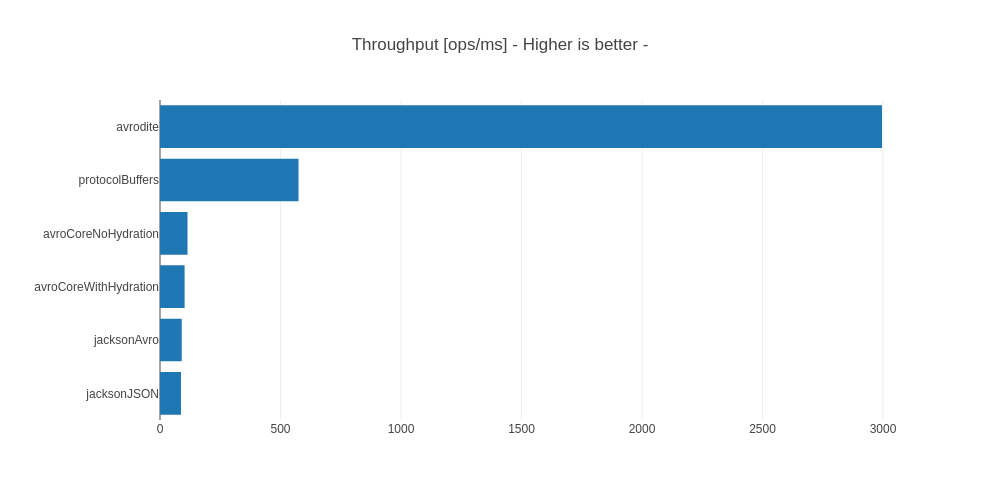 Throughput [ops/ms] - Higher is better -
avrodite
protocolBuffers
avroCoreNoHydration
avroCoreWithHydration
jacksonAvro
jacksonJSON
0 500 1000 1500 2000 2500 3000